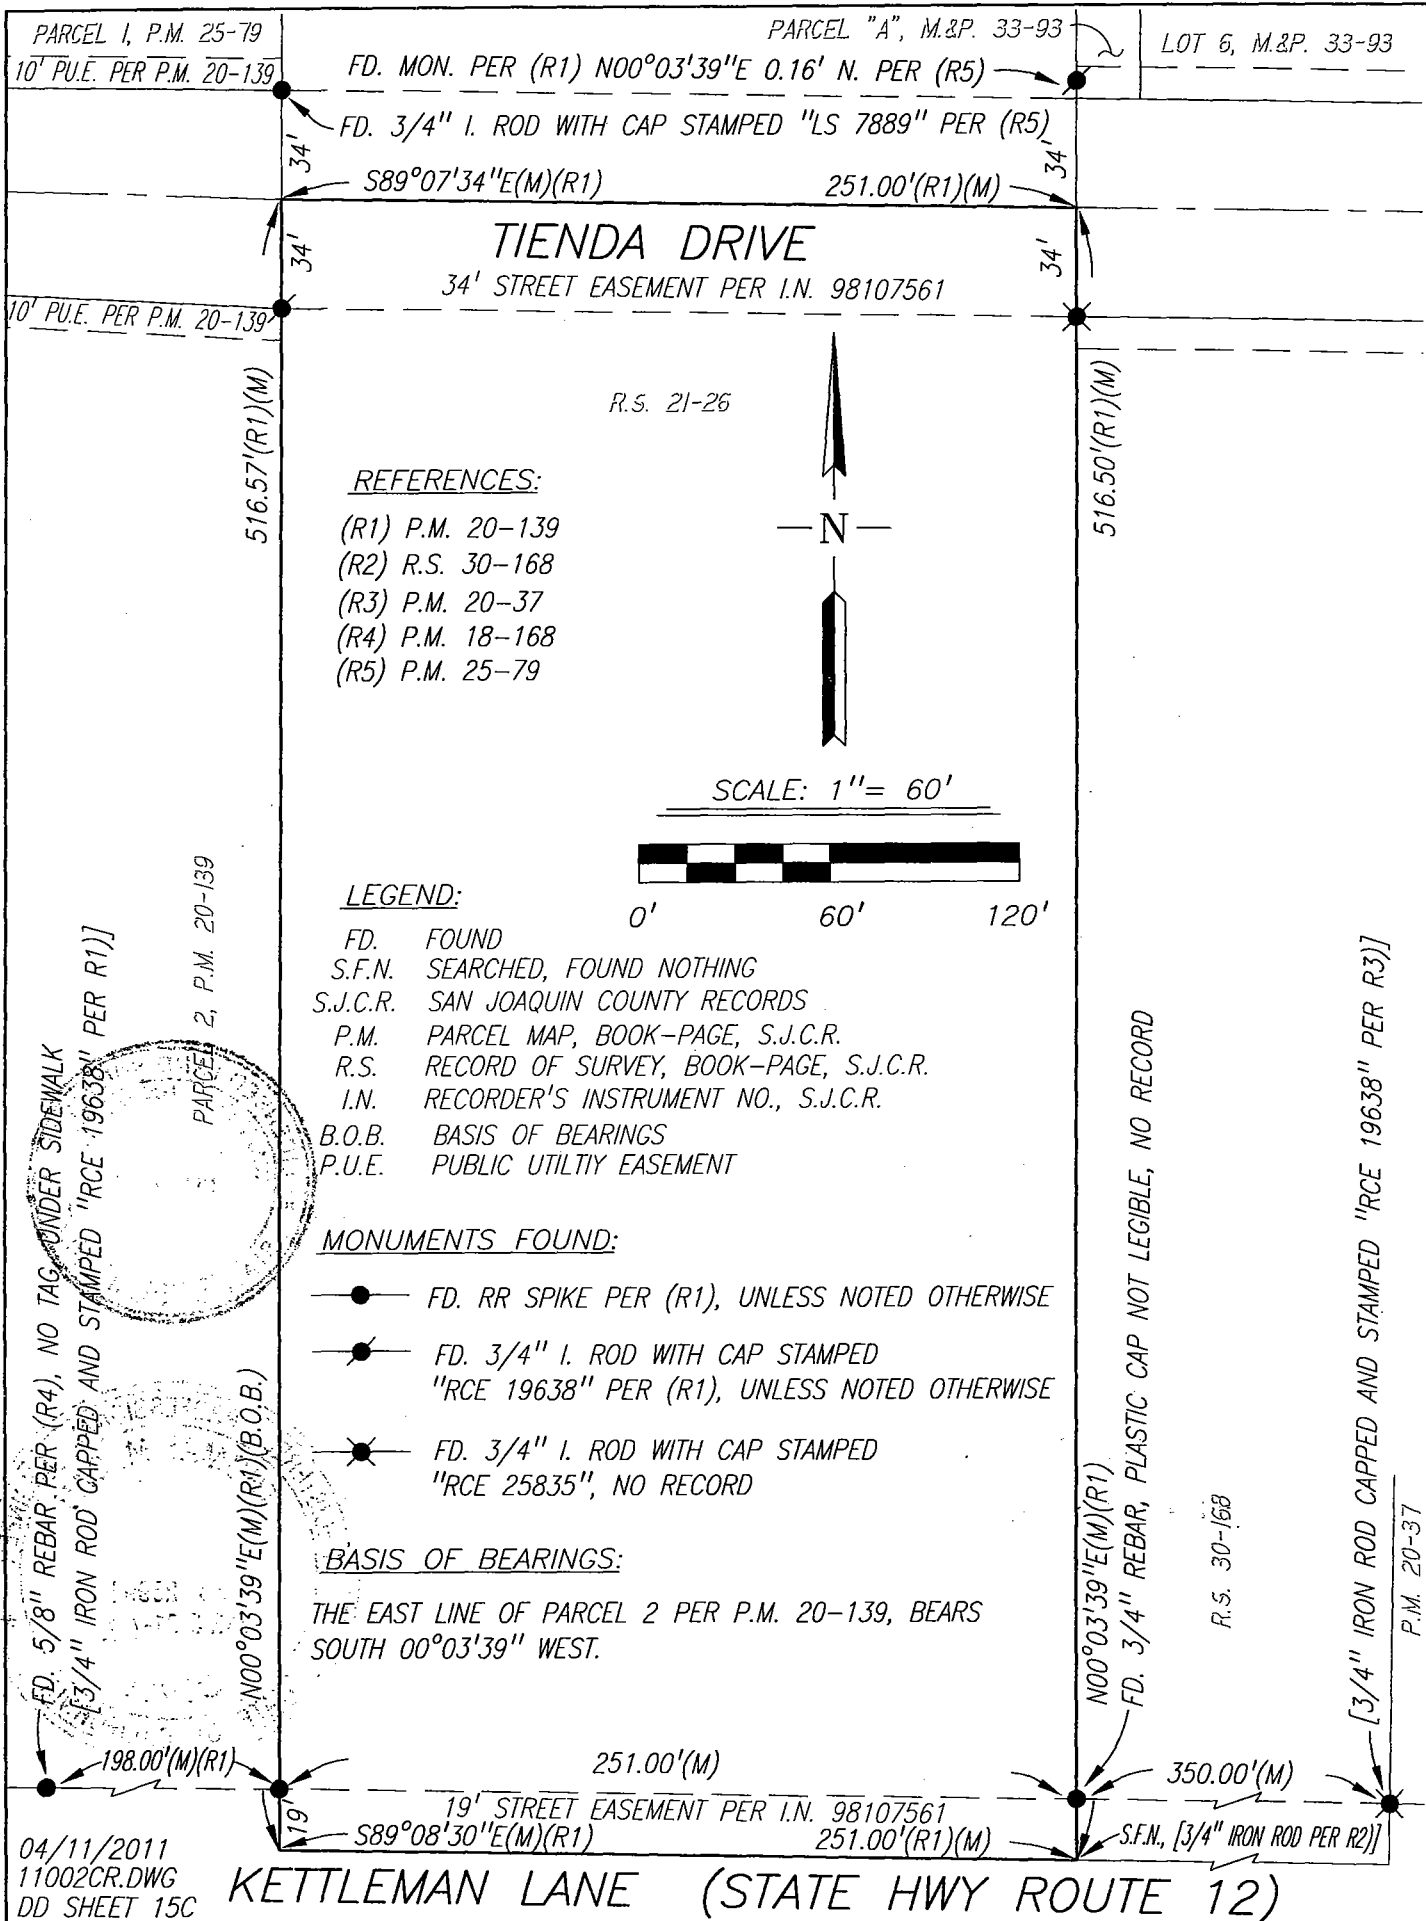 PARCEL 1, P.M. 25-79
10' P.U.E. PER P.M. 20-139
PARCEL "A", M.&P. 33-93
LOT 6, M.&P. 33-93
FD. MON. PER (R1) N00°03'39"E 0.16' N. PER (R5)
FD. 3/4" I. ROD WITH CAP STAMPED "LS 7889" PER (R5)
34'
34'
S89°07'34"E(M)(R1)
251.00'(R1)(M)
TIENDA DRIVE
34'
34'
34' STREET EASEMENT PER I.N. 98107561
10' P.U.E. PER P.M. 20-139
516.57'(R1)(M)
516.50'(R1)(M)
R.S. 21-26
REFERENCES:
(R1) P.M. 20-139
(R2) R.S. 30-168
(R3) P.M. 20-37
(R4) P.M. 18-168
(R5) P.M. 25-79
N
SCALE: 1"= 60'
0' 60' 120'
LEGEND:
FD. FOUND
S.F.N. SEARCHED, FOUND NOTHING
S.J.C.R. SAN JOAQUIN COUNTY RECORDS
P.M. PARCEL MAP, BOOK-PAGE, S.J.C.R.
R.S. RECORD OF SURVEY, BOOK-PAGE, S.J.C.R.
I.N. RECORDER'S INSTRUMENT NO., S.J.C.R.
B.O.B. BASIS OF BEARINGS
P.U.E. PUBLIC UTILTIY EASEMENT
MONUMENTS FOUND:
FD. RR SPIKE PER (R1), UNLESS NOTED OTHERWISE
FD. 3/4" I. ROD WITH CAP STAMPED
"RCE 19638" PER (R1), UNLESS NOTED OTHERWISE
FD. 3/4" I. ROD WITH CAP STAMPED
"RCE 25835", NO RECORD
BASIS OF BEARINGS:
THE EAST LINE OF PARCEL 2 PER P.M. 20-139, BEARS
SOUTH 00°03'39" WEST.
FD. 5/8" REBAR PER (R4), NO TAG, UNDER SIDEWALK
[3/4" IRON ROD CAPPED AND STAMPED "RCE 19638" PER R1)]
PARCEL 2, P.M. 20-139
N00°03'39"E(M)(R1)(B.O.B.)
N00°03'39"E(M)(R1)
FD. 3/4" REBAR, PLASTIC CAP NOT LEGIBLE, NO RECORD
R.S. 30-168
[3/4" IRON ROD CAPPED AND STAMPED "RCE 19638" PER R3)]
P.M. 20-37
198.00'(M)(R1)
251.00'(M)
350.00'(M)
19'
19' STREET EASEMENT PER I.N. 98107561
S89°08'30"E(M)(R1)
251.00'(R1)(M)
S.F.N., [3/4" IRON ROD PER R2)]
04/11/2011
11002CR.DWG
DD SHEET 15C
KETTLEMAN LANE (STATE HWY ROUTE 12)